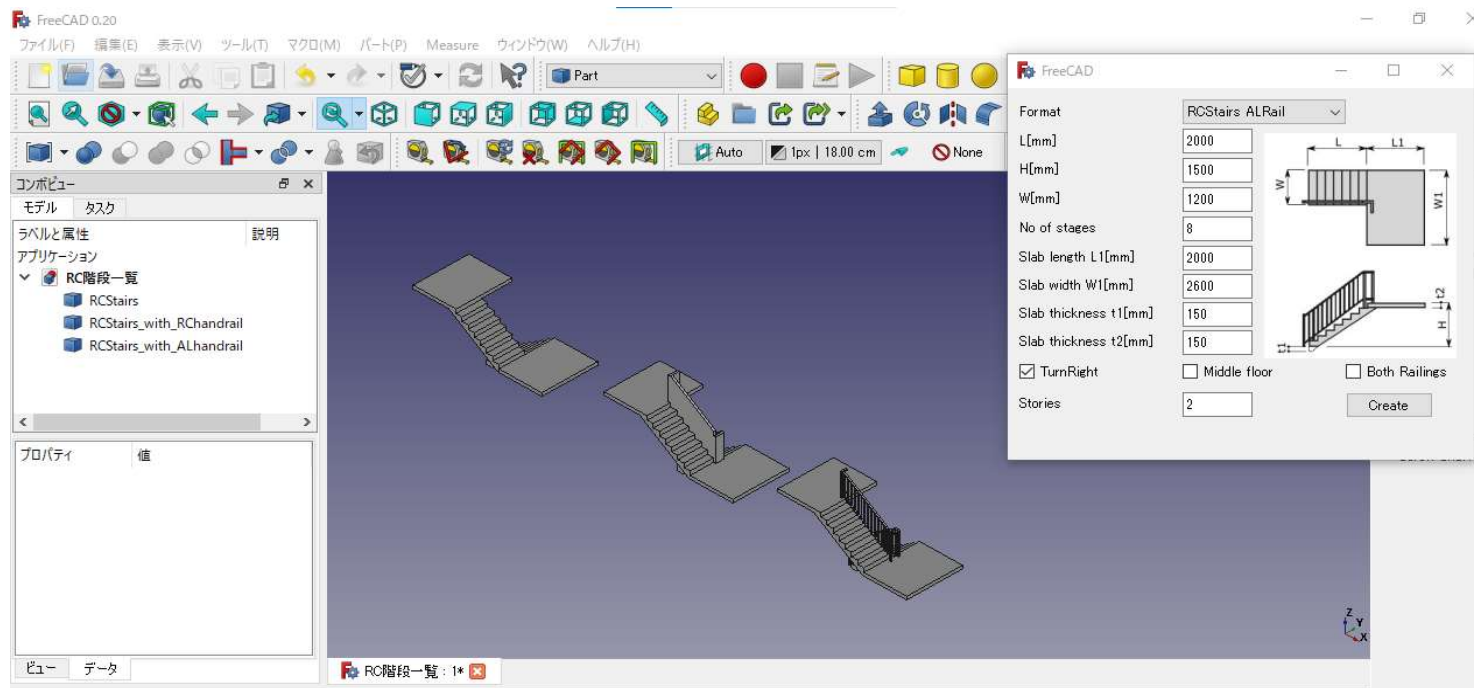 FreeCAD 0.20
ファイル(F) 編集(E) 表示(V) ツール(T) マクロ(M) パート(P) Measure ウィンドウ(W) ヘルプ(H)
Part
Auto 1px | 18.00 cm None
コンボビュー
モデル タスク
ラベルと属性 説明
アプリケーション
RC階段一覧
RCStairs
RCStairs_with_RChandrail
RCStairs_with_ALhandrail
プロパティ 値
ビュー データ
RC階段一覧 : 1*
Z
Y
X
FreeCAD
Format RCStairs ALRail
L[mm] 2000
H[mm] 1500
W[mm] 1200
No of stages 8
Slab length L1[mm] 2000
Slab width W1[mm] 2600
Slab thickness t1[mm] 150
Slab thickness t2[mm] 150
L L1
W W1
t2
H
t1
TurnRight Middle floor Both Railings
Stories 2 Create